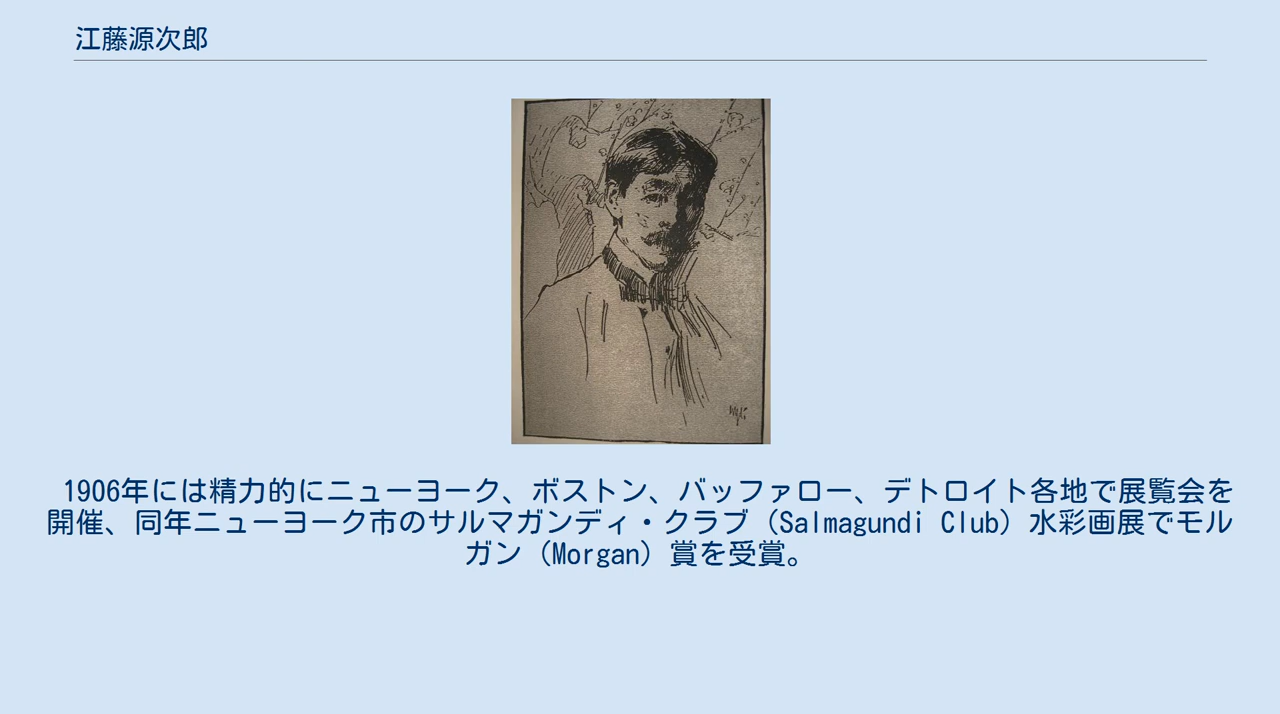 江藤源次郎
1906年には精力的にニューヨーク、ボストン、バッファロー、デトロイト各地で展覧会を
開催、同年ニューヨーク市のサルマガンディ・クラブ（Salmagundi Club）水彩画展でモル
ガン（Morgan）賞を受賞。